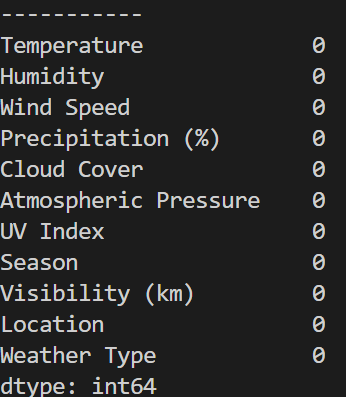 -----------
Temperature 0
Humidity 0
Wind Speed 0
Precipitation (%) 0
Cloud Cover 0
Atmospheric Pressure 0
UV Index 0
Season 0
Visibility (km) 0
Location 0
Weather Type 0
dtype: int64